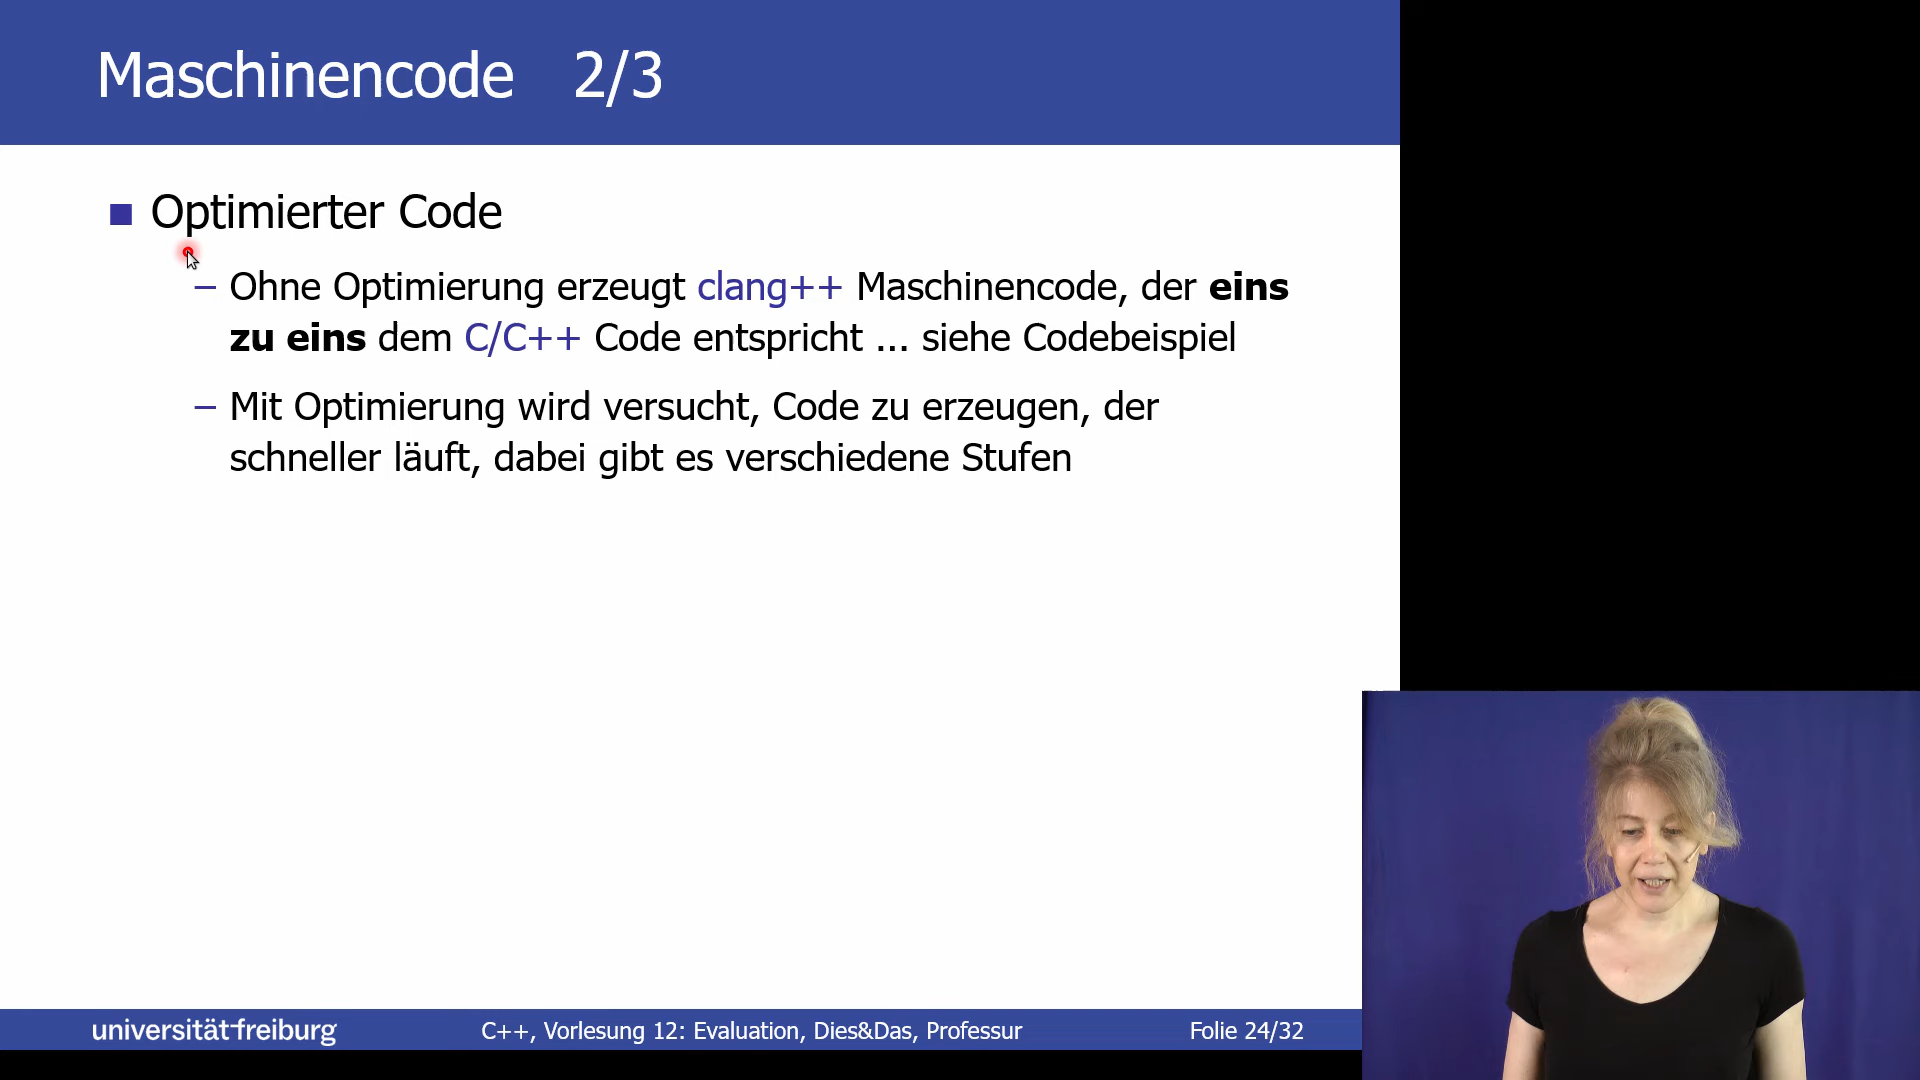 Maschinencode 2/3
Optimierter Code
– Ohne Optimierung erzeugt clang++ Maschinencode, der eins
zu eins dem C/C++ Code entspricht ... siehe Codebeispiel
– Mit Optimierung wird versucht, Code zu erzeugen, der
schneller läuft, dabei gibt es verschiedene Stufen
universität freiburg
C++, Vorlesung 12: Evaluation, Dies&Das, Professur
Folie 24/32